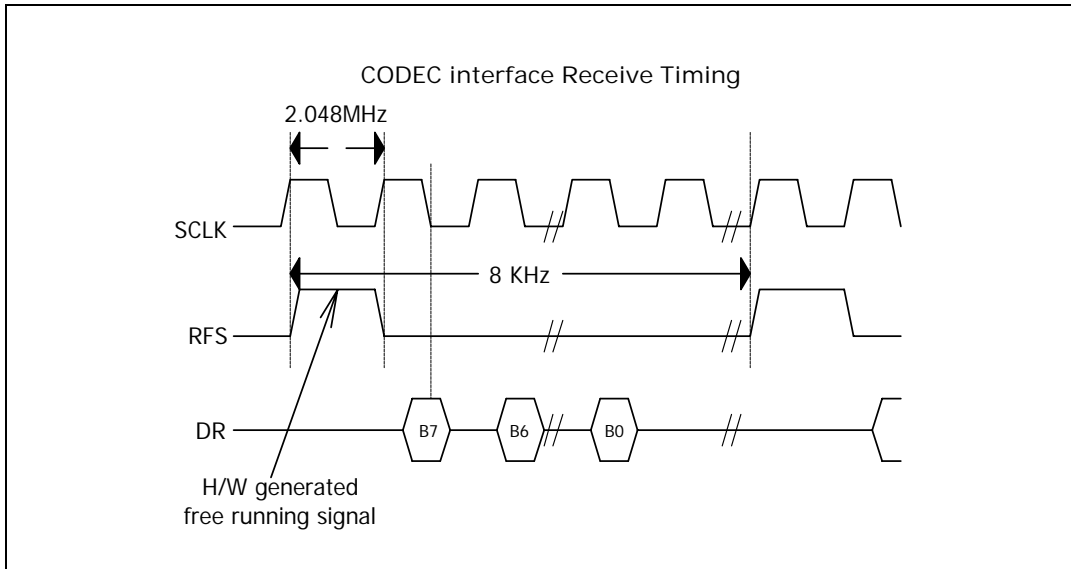 CODEC interface Receive Timing
2.048MHz
SCLK
8 KHz
RFS
DR
B7
B6
B0
H/W generated
free running signal